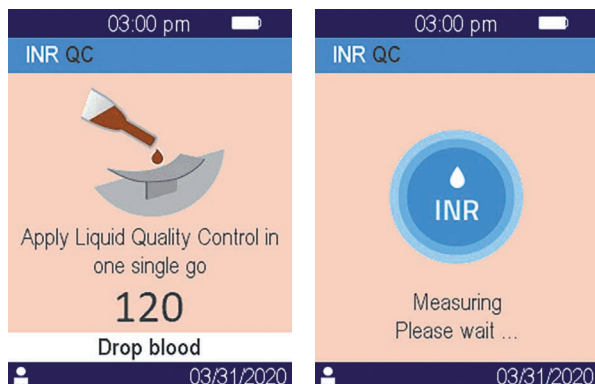 03:00 pm
INR QC
Apply Liquid Quality Control in
one single go
120
Drop blood
03/31/2020
03:00 pm
INR QC
INR
Measuring
Please wait ...
03/31/2020